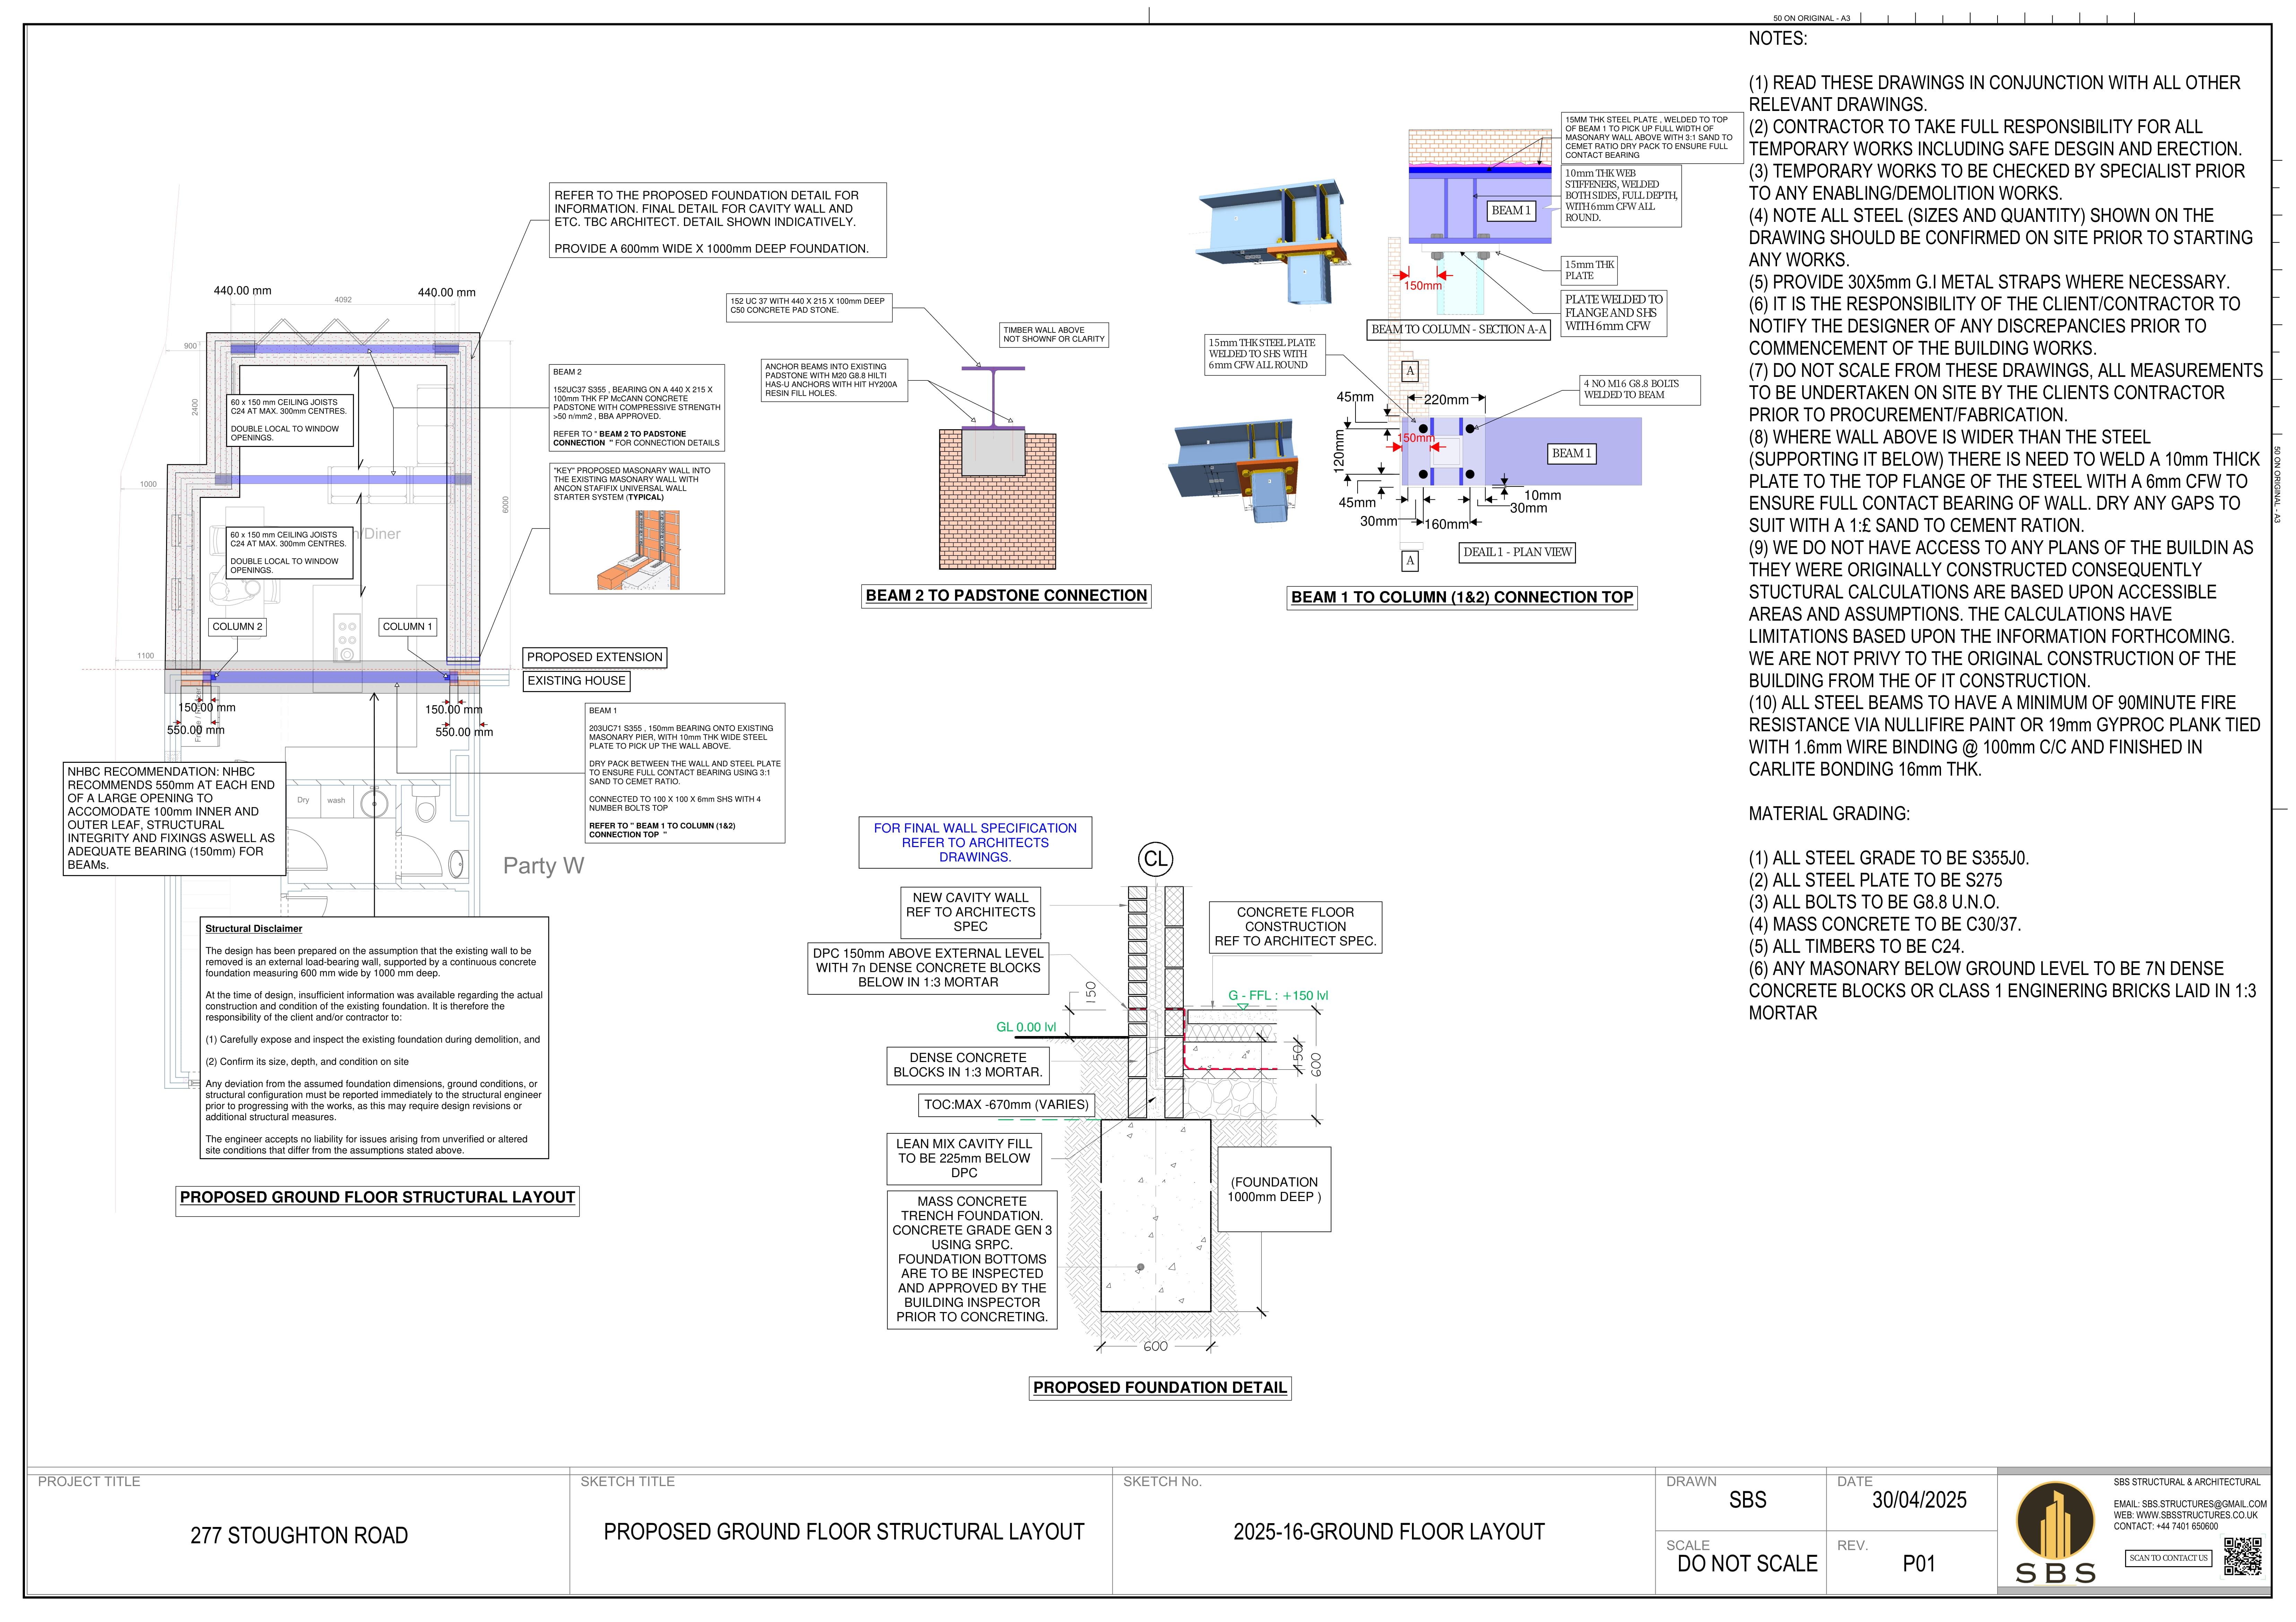 50 ON ORIGINAL - A3
NOTES:
(1) READ THESE DRAWINGS IN CONJUNCTION WITH ALL OTHER
RELEVANT DRAWINGS.
(2) CONTRACTOR TO TAKE FULL RESPONSIBILITY FOR ALL
TEMPORARY WORKS INCLUDING SAFE DESGIN AND ERECTION.
(3) TEMPORARY WORKS TO BE CHECKED BY SPECIALIST PRIOR
TO ANY ENABLING/DEMOLITION WORKS.
(4) NOTE ALL STEEL (SIZES AND QUANTITY) SHOWN ON THE
DRAWING SHOULD BE CONFIRMED ON SITE PRIOR TO STARTING
ANY WORKS.
(5) PROVIDE 30X5mm G.I METAL STRAPS WHERE NECESSARY.
(6) IT IS THE RESPONSIBILITY OF THE CLIENT/CONTRACTOR TO
NOTIFY THE DESIGNER OF ANY DISCREPANCIES PRIOR TO
COMMENCEMENT OF THE BUILDING WORKS.
(7) DO NOT SCALE FROM THESE DRAWINGS, ALL MEASUREMENTS
TO BE UNDERTAKEN ON SITE BY THE CLIENTS CONTRACTOR
PRIOR TO PROCUREMENT/FABRICATION.
(8) WHERE WALL ABOVE IS WIDER THAN THE STEEL
(SUPPORTING IT BELOW) THERE IS NEED TO WELD A 10mm THICK
PLATE TO THE TOP FLANGE OF THE STEEL WITH A 6mm CFW TO
ENSURE FULL CONTACT BEARING OF WALL. DRY ANY GAPS TO
SUIT WITH A 1:£ SAND TO CEMENT RATION.
(9) WE DO NOT HAVE ACCESS TO ANY PLANS OF THE BUILDIN AS
THEY WERE ORIGINALLY CONSTRUCTED CONSEQUENTLY
STUCTURAL CALCULATIONS ARE BASED UPON ACCESSIBLE
AREAS AND ASSUMPTIONS. THE CALCULATIONS HAVE
LIMITATIONS BASED UPON THE INFORMATION FORTHCOMING.
WE ARE NOT PRIVY TO THE ORIGINAL CONSTRUCTION OF THE
BUILDING FROM THE OF IT CONSTRUCTION.
(10) ALL STEEL BEAMS TO HAVE A MINIMUM OF 90MINUTE FIRE
RESISTANCE VIA NULLIFIRE PAINT OR 19mm GYPROC PLANK TIED
WITH 1.6mm WIRE BINDING @ 100mm C/C AND FINISHED IN
CARLITE BONDING 16mm THK.
MATERIAL GRADING:
(1) ALL STEEL GRADE TO BE S355J0.
(2) ALL STEEL PLATE TO BE S275
(3) ALL BOLTS TO BE G8.8 U.N.O.
(4) MASS CONCRETE TO BE C30/37.
(5) ALL TIMBERS TO BE C24.
(6) ANY MASONARY BELOW GROUND LEVEL TO BE 7N DENSE
CONCRETE BLOCKS OR CLASS 1 ENGINERING BRICKS LAID IN 1:3
MORTAR
50 ON ORIGINAL - A3
REFER TO THE PROPOSED FOUNDATION DETAIL FOR
INFORMATION. FINAL DETAIL FOR CAVITY WALL AND
ETC. TBC ARCHITECT. DETAIL SHOWN INDICATIVELY.
PROVIDE A 600mm WIDE X 1000mm DEEP FOUNDATION.
440.00 mm
4092
440.00 mm
900
2400
1000
6000
1100
60 x 150 mm CEILING JOISTS
C24 AT MAX. 300mm CENTRES.
DOUBLE LOCAL TO WINDOW
OPENINGS.
60 x 150 mm CEILING JOISTS
C24 AT MAX. 300mm CENTRES.
DOUBLE LOCAL TO WINDOW
OPENINGS.
n/Diner
COLUMN 2
COLUMN 1
PROPOSED EXTENSION
EXISTING HOUSE
150.00 mm
550.00 mm
150.00 mm
550.00 mm
BEAM 2
152UC37 S355 , BEARING ON A 440 X 215 X
100mm THK FP McCANN CONCRETE
PADSTONE WITH COMPRESSIVE STRENGTH
>50 n/mm2 , BBA APPROVED.
REFER TO " BEAM 2 TO PADSTONE
CONNECTION " FOR CONNECTION DETAILS
"KEY" PROPOSED MASONARY WALL INTO
THE EXISTING MASONARY WALL WITH
ANCON STAFIFIX UNIVERSAL WALL
STARTER SYSTEM (TYPICAL)
BEAM 1
203UC71 S355 , 150mm BEARING ONTO EXISTING
MASONARY PIER, WITH 10mm THK WIDE STEEL
PLATE TO PICK UP THE WALL ABOVE.
DRY PACK BETWEEN THE WALL AND STEEL PLATE
TO ENSURE FULL CONTACT BEARING USING 3:1
SAND TO CEMET RATIO.
CONNECTED TO 100 X 100 X 6mm SHS WITH 4
NUMBER BOLTS TOP
REFER TO " BEAM 1 TO COLUMN (1&2)
CONNECTION TOP "
NHBC RECOMMENDATION: NHBC
RECOMMENDS 550mm AT EACH END
OF A LARGE OPENING TO
ACCOMODATE 100mm INNER AND
OUTER LEAF, STRUCTURAL
INTEGRITY AND FIXINGS ASWELL AS
ADEQUATE BEARING (150mm) FOR
BEAMs.
Dry
wash
Party W
Structural Disclaimer
The design has been prepared on the assumption that the existing wall to be
removed is an external load-bearing wall, supported by a continuous concrete
foundation measuring 600 mm wide by 1000 mm deep.
At the time of design, insufficient information was available regarding the actual
construction and condition of the existing foundation. It is therefore the
responsibility of the client and/or contractor to:
(1) Carefully expose and inspect the existing foundation during demolition, and
(2) Confirm its size, depth, and condition on site
Any deviation from the assumed foundation dimensions, ground conditions, or
structural configuration must be reported immediately to the structural engineer
prior to progressing with the works, as this may require design revisions or
additional structural measures.
The engineer accepts no liability for issues arising from unverified or altered
site conditions that differ from the assumptions stated above.
PROPOSED GROUND FLOOR STRUCTURAL LAYOUT
152 UC 37 WITH 440 X 215 X 100mm DEEP
C50 CONCRETE PAD STONE.
TIMBER WALL ABOVE
NOT SHOWNF OR CLARITY
ANCHOR BEAMS INTO EXISTING
PADSTONE WITH M20 G8.8 HILTI
HAS-U ANCHORS WITH HIT HY200A
RESIN FILL HOLES.
BEAM 2 TO PADSTONE CONNECTION
15MM THK STEEL PLATE , WELDED TO TOP
OF BEAM 1 TO PICK UP FULL WIDTH OF
MASONARY WALL ABOVE WITH 3:1 SAND TO
CEMET RATIO DRY PACK TO ENSURE FULL
CONTACT BEARING
10mm THK WEB
STIFFENERS, WELDED
BOTH SIDES, FULL DEPTH,
WITH 6mm CFW ALL
ROUND.
BEAM 1
15mm THK
PLATE
150mm
PLATE WELDED TO
FLANGE AND SHS
WITH 6mm CFW
BEAM TO COLUMN - SECTION A-A
15mm THK STEEL PLATE
WELDED TO SHS WITH
6mm CFW ALL ROUND
A
4 NO M16 G8.8 BOLTS
WELDED TO BEAM
45mm
220mm
150mm
120mm
BEAM 1
45mm
10mm
30mm
30mm
160mm
DEAIL 1 - PLAN VIEW
A
BEAM 1 TO COLUMN (1&2) CONNECTION TOP
FOR FINAL WALL SPECIFICATION
REFER TO ARCHITECTS
DRAWINGS.
CL
NEW CAVITY WALL
REF TO ARCHITECTS
SPEC
CONCRETE FLOOR
CONSTRUCTION
REF TO ARCHITECT SPEC.
DPC 150mm ABOVE EXTERNAL LEVEL
WITH 7n DENSE CONCRETE BLOCKS
BELOW IN 1:3 MORTAR
150
G - FFL : +150 lvl
GL 0.00 lvl
DENSE CONCRETE
BLOCKS IN 1:3 MORTAR.
150
600
TOC:MAX -670mm (VARIES)
LEAN MIX CAVITY FILL
TO BE 225mm BELOW
DPC
(FOUNDATION
1000mm DEEP )
MASS CONCRETE
TRENCH FOUNDATION.
CONCRETE GRADE GEN 3
USING SRPC.
FOUNDATION BOTTOMS
ARE TO BE INSPECTED
AND APPROVED BY THE
BUILDING INSPECTOR
PRIOR TO CONCRETING.
600
PROPOSED FOUNDATION DETAIL
PROJECT TITLE
277 STOUGHTON ROAD
SKETCH TITLE
PROPOSED GROUND FLOOR STRUCTURAL LAYOUT
SKETCH No.
2025-16-GROUND FLOOR LAYOUT
DRAWN
SBS
DATE
30/04/2025
SCALE
DO NOT SCALE
REV.
P01
SBS
SBS STRUCTURAL & ARCHITECTURAL
EMAIL: SBS.STRUCTURES@GMAIL.COM
WEB: WWW.SBSSTRUCTURES.CO.UK
CONTACT: +44 7401 650600
SCAN TO CONTACT US